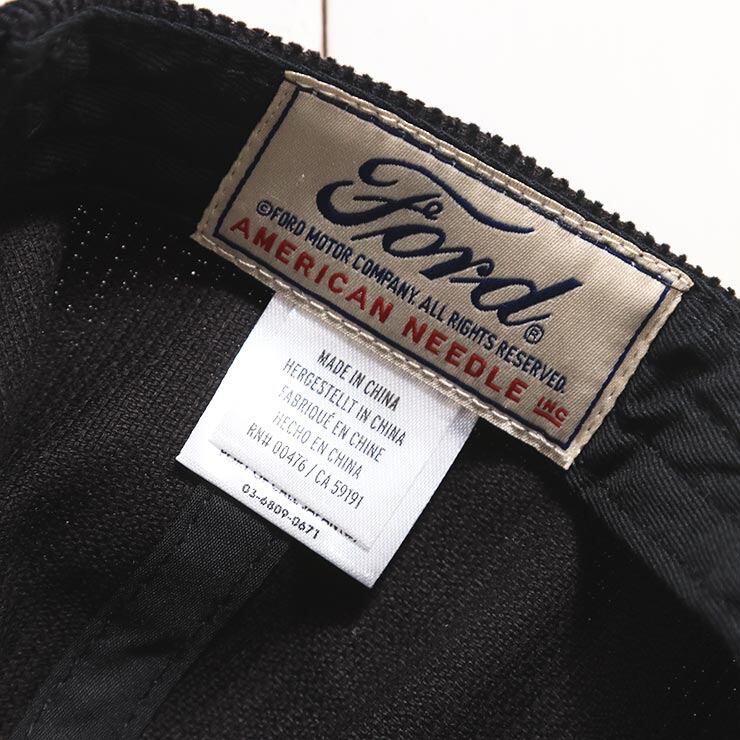 Ford®
©FORD MOTOR COMPANY. ALL RIGHTS RESERVED.
AMERICAN NEEDLE INC
MADE IN CHINA
HERGESTELLT IN CHINA
FABRIQUÉ EN CHINE
HECHO EN CHINA
RN# 00476 / CA 59191
03-6809-0671